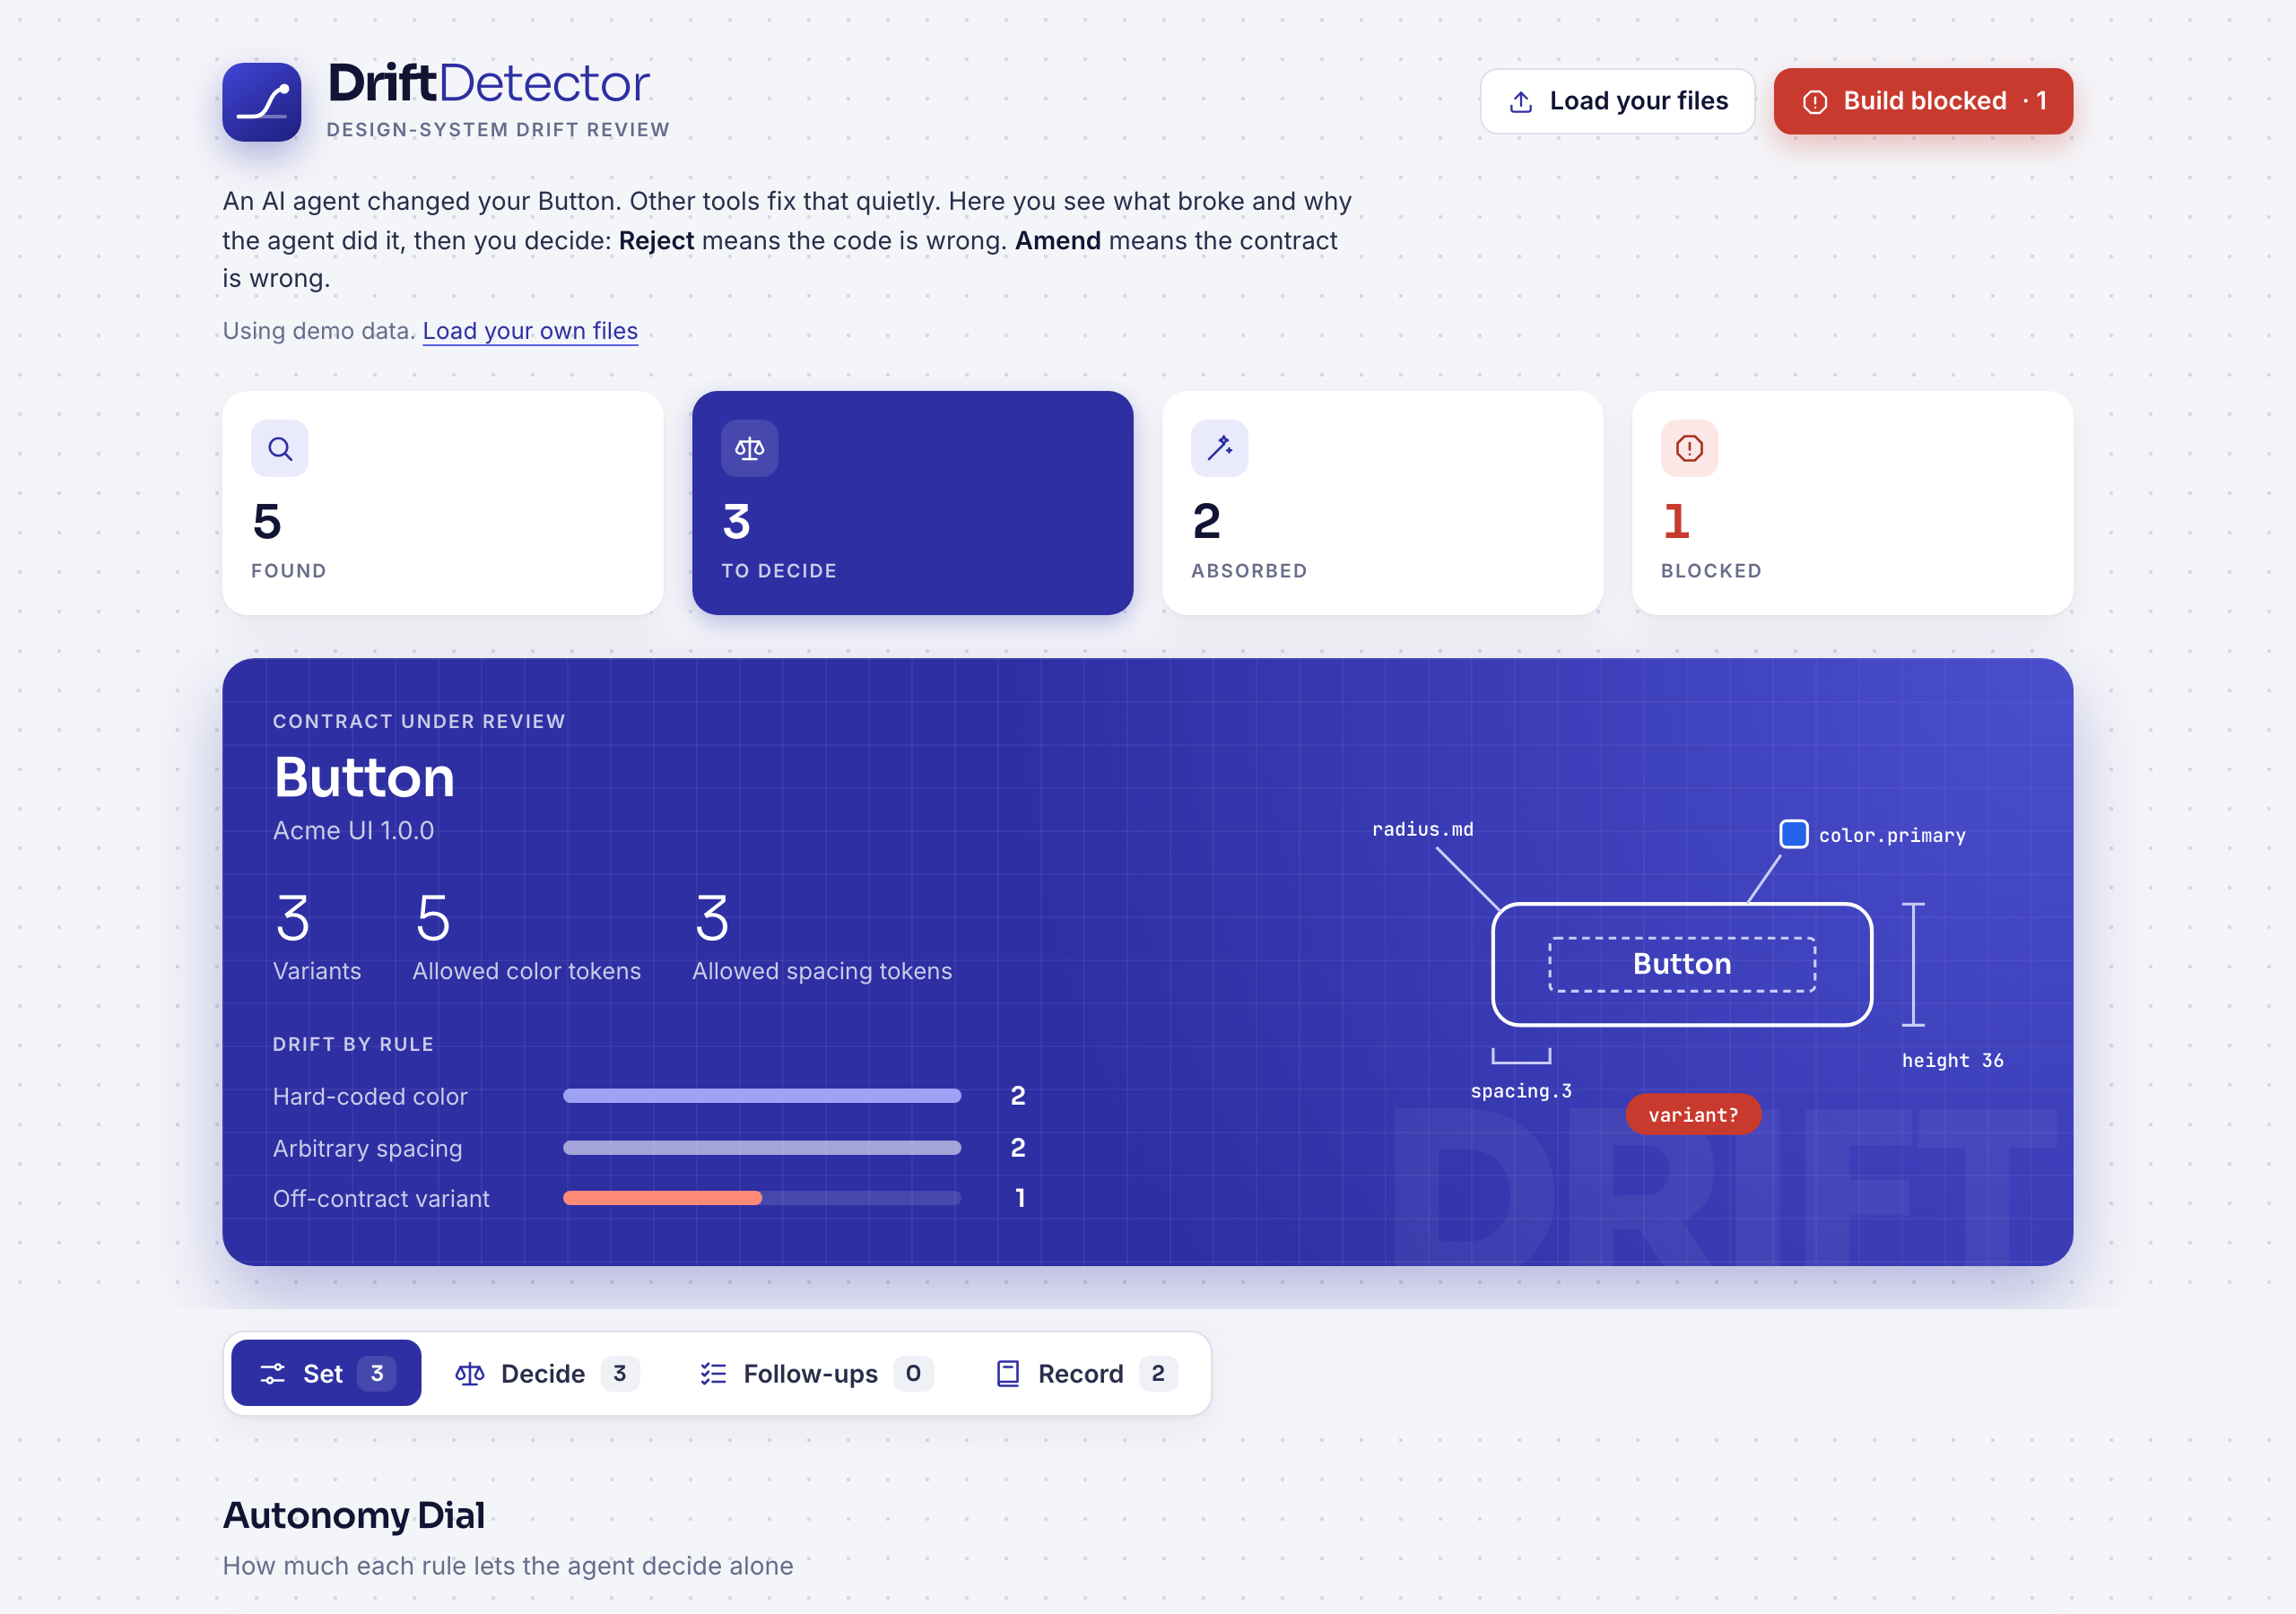 DriftDetector
DESIGN-SYSTEM DRIFT REVIEW
Load your files
Build blocked · 1
An AI agent changed your Button. Other tools fix that quietly. Here you see what broke and why
the agent did it, then you decide: Reject means the code is wrong. Amend means the contract
is wrong.
Using demo data. Load your own files
5
FOUND
3
TO DECIDE
2
ABSORBED
1
BLOCKED
CONTRACT UNDER REVIEW
Button
Acme UI 1.0.0
3
Variants
5
Allowed color tokens
3
Allowed spacing tokens
DRIFT BY RULE
Hard-coded color 2
Arbitrary spacing 2
Off-contract variant 1
radius.md
color.primary
Button
height 36
spacing.3
variant?
DRIFT
Set 3
Decide 3
Follow-ups 0
Record 2
Autonomy Dial
How much each rule lets the agent decide alone